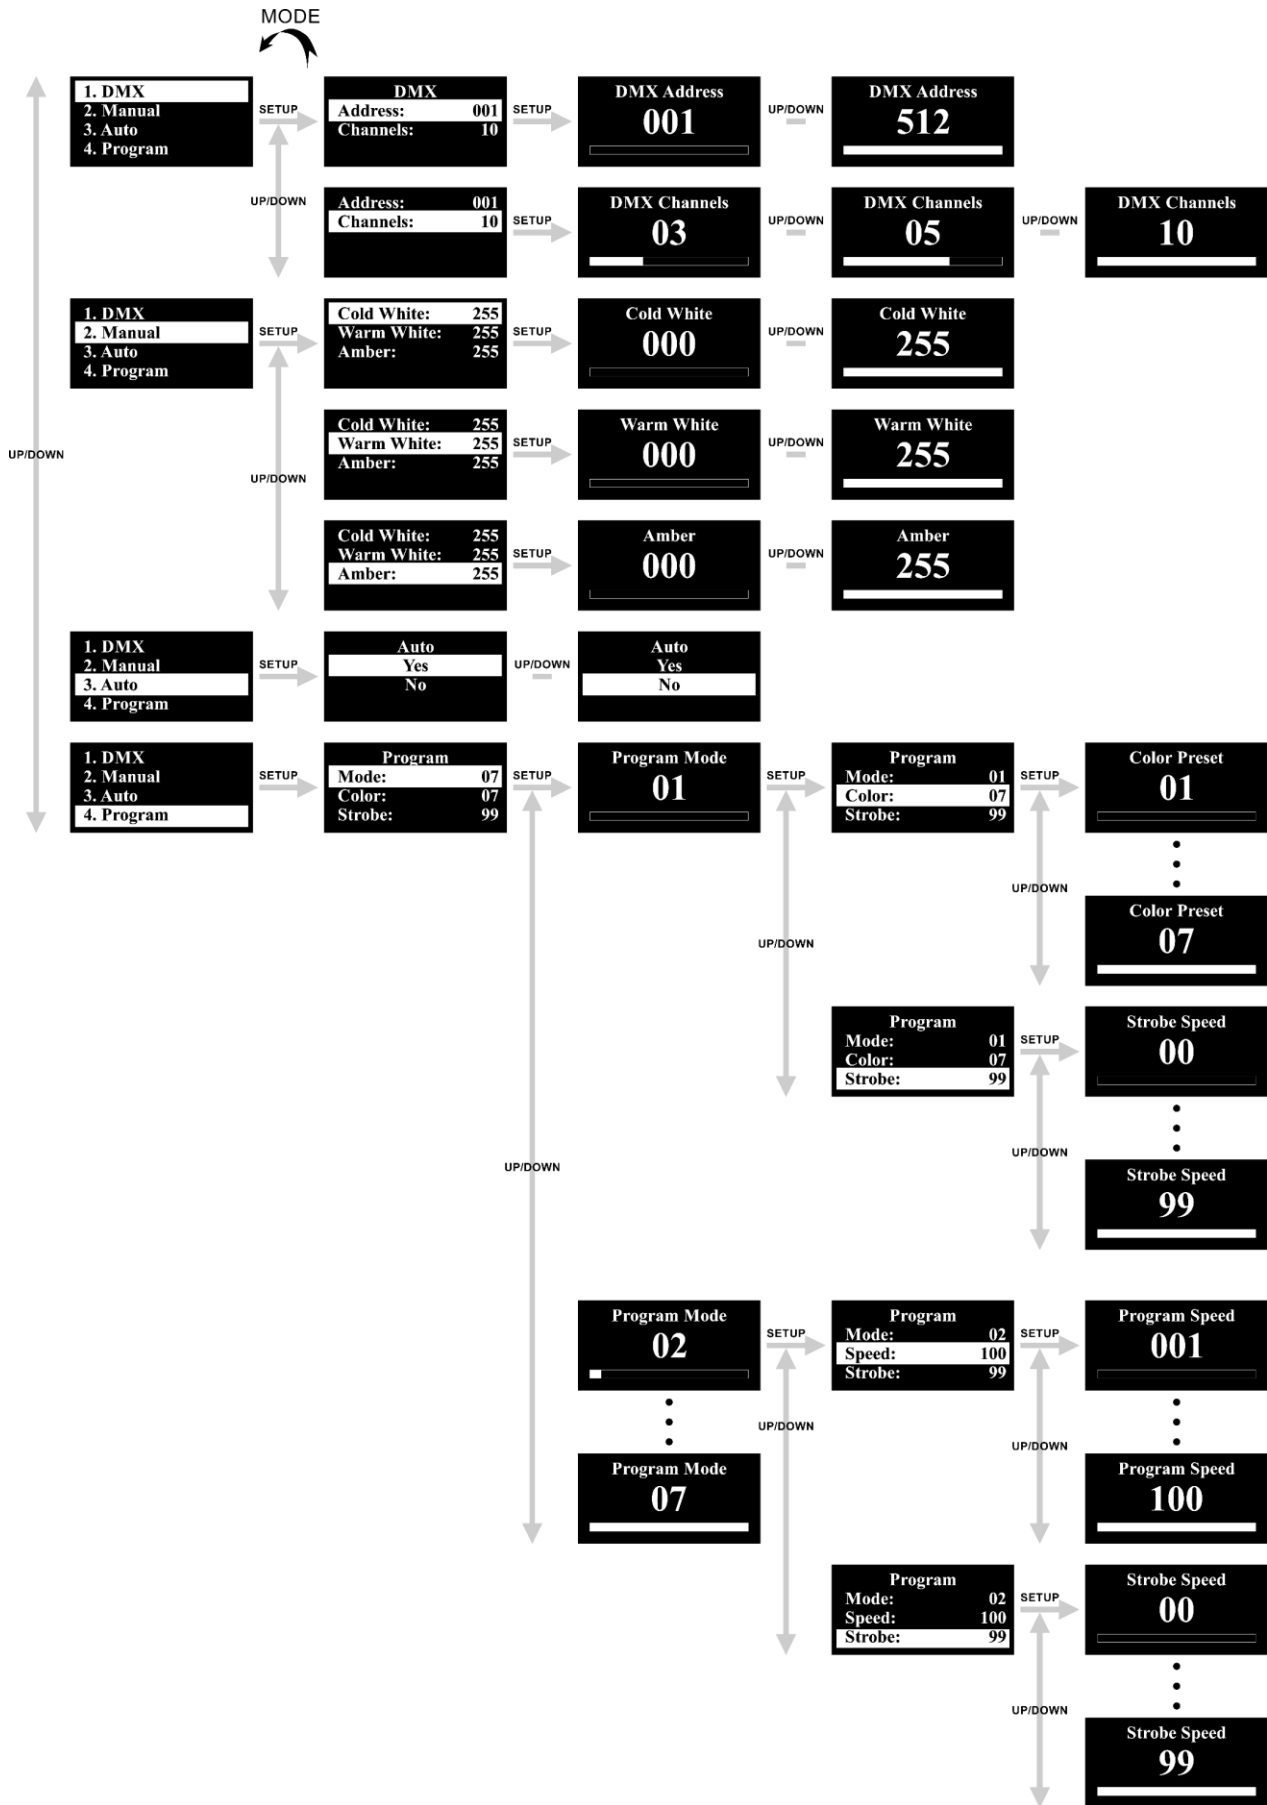 MODE
1. DMX
2. Manual
3. Auto
4. Program
SETUP
DMX
Address: 001
Channels: 10
SETUP
DMX Address
001
UP/DOWN
DMX Address
512
UP/DOWN
Address: 001
Channels: 10
SETUP
DMX Channels
03
UP/DOWN
DMX Channels
05
UP/DOWN
DMX Channels
10
1. DMX
2. Manual
3. Auto
4. Program
SETUP
Cold White: 255
Warm White: 255
Amber: 255
SETUP
Cold White
000
UP/DOWN
Cold White
255
UP/DOWN
UP/DOWN
Cold White: 255
Warm White: 255
Amber: 255
SETUP
Warm White
000
UP/DOWN
Warm White
255
Cold White: 255
Warm White: 255
Amber: 255
SETUP
Amber
000
UP/DOWN
Amber
255
1. DMX
2. Manual
3. Auto
4. Program
SETUP
Auto
Yes
No
UP/DOWN
Auto
Yes
No
1. DMX
2. Manual
3. Auto
4. Program
SETUP
Program
Mode: 07
Color: 07
Strobe: 99
SETUP
Program Mode
01
SETUP
Program
Mode: 01
Color: 07
Strobe: 99
SETUP
Color Preset
01
UP/DOWN
Color Preset
07
UP/DOWN
Program
Mode: 01
Color: 07
Strobe: 99
SETUP
Strobe Speed
00
UP/DOWN
Strobe Speed
99
UP/DOWN
Program Mode
02
SETUP
Program
Mode: 02
Speed: 100
Strobe: 99
SETUP
Program Speed
001
UP/DOWN
UP/DOWN
Program Mode
07
Program Speed
100
Program
Mode: 02
Speed: 100
Strobe: 99
SETUP
Strobe Speed
00
UP/DOWN
Strobe Speed
99